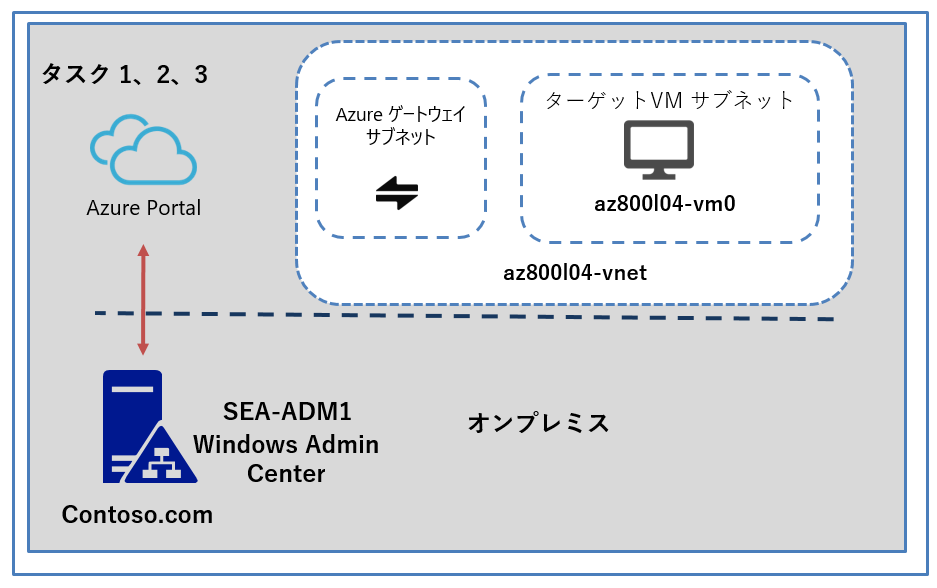 タスク 1、2、3
Azure Portal
Azure ゲートウェイ
サブネット
ターゲットVM サブネット
az800l04-vm0
az800l04-vnet
SEA-ADM1
Windows Admin
Center
オンプレミス
Contoso.com